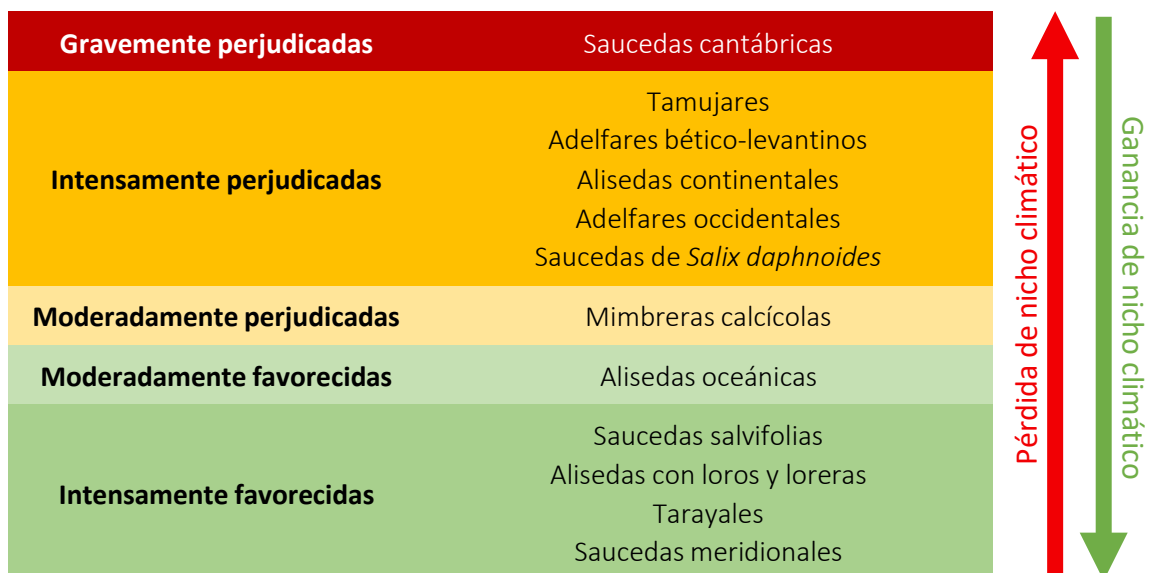 Gravemente perjudicadas
Saucedas cantábricas
Intensamente perjudicadas
Tamujares
Adelfares bético-levantinos
Alisedas continentales
Adelfares occidentales
Saucedas de Salix daphnoides
Moderadamente perjudicadas
Mimbreras calcícolas
Moderadamente favorecidas
Alisedas oceánicas
Intensamente favorecidas
Saucedas salvifolias
Alisedas con loros y loreras
Tarayales
Saucedas meridionales
Pérdida de nicho climático
Ganancia de nicho climático